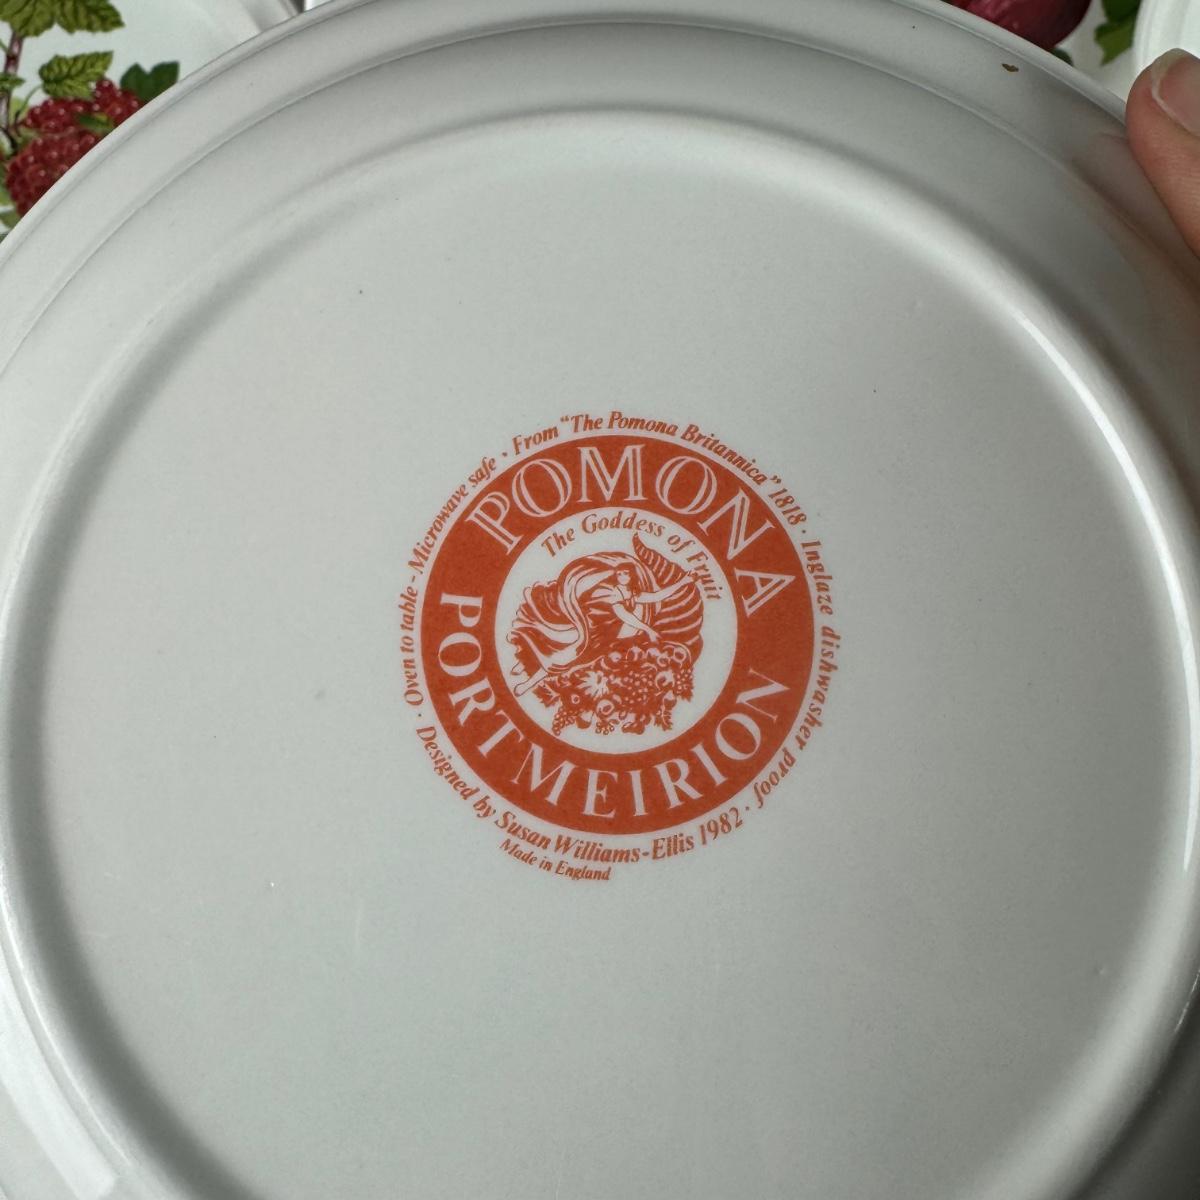 From "The Pomona Britannica" 1818 · Inglaze dishwasher proof ·
Designed by Susan Williams-Ellis 1982 ·
Oven to table - Microwave safe ·
POMONA
The Goddess of Fruit
PORTMEIRION
Made in England